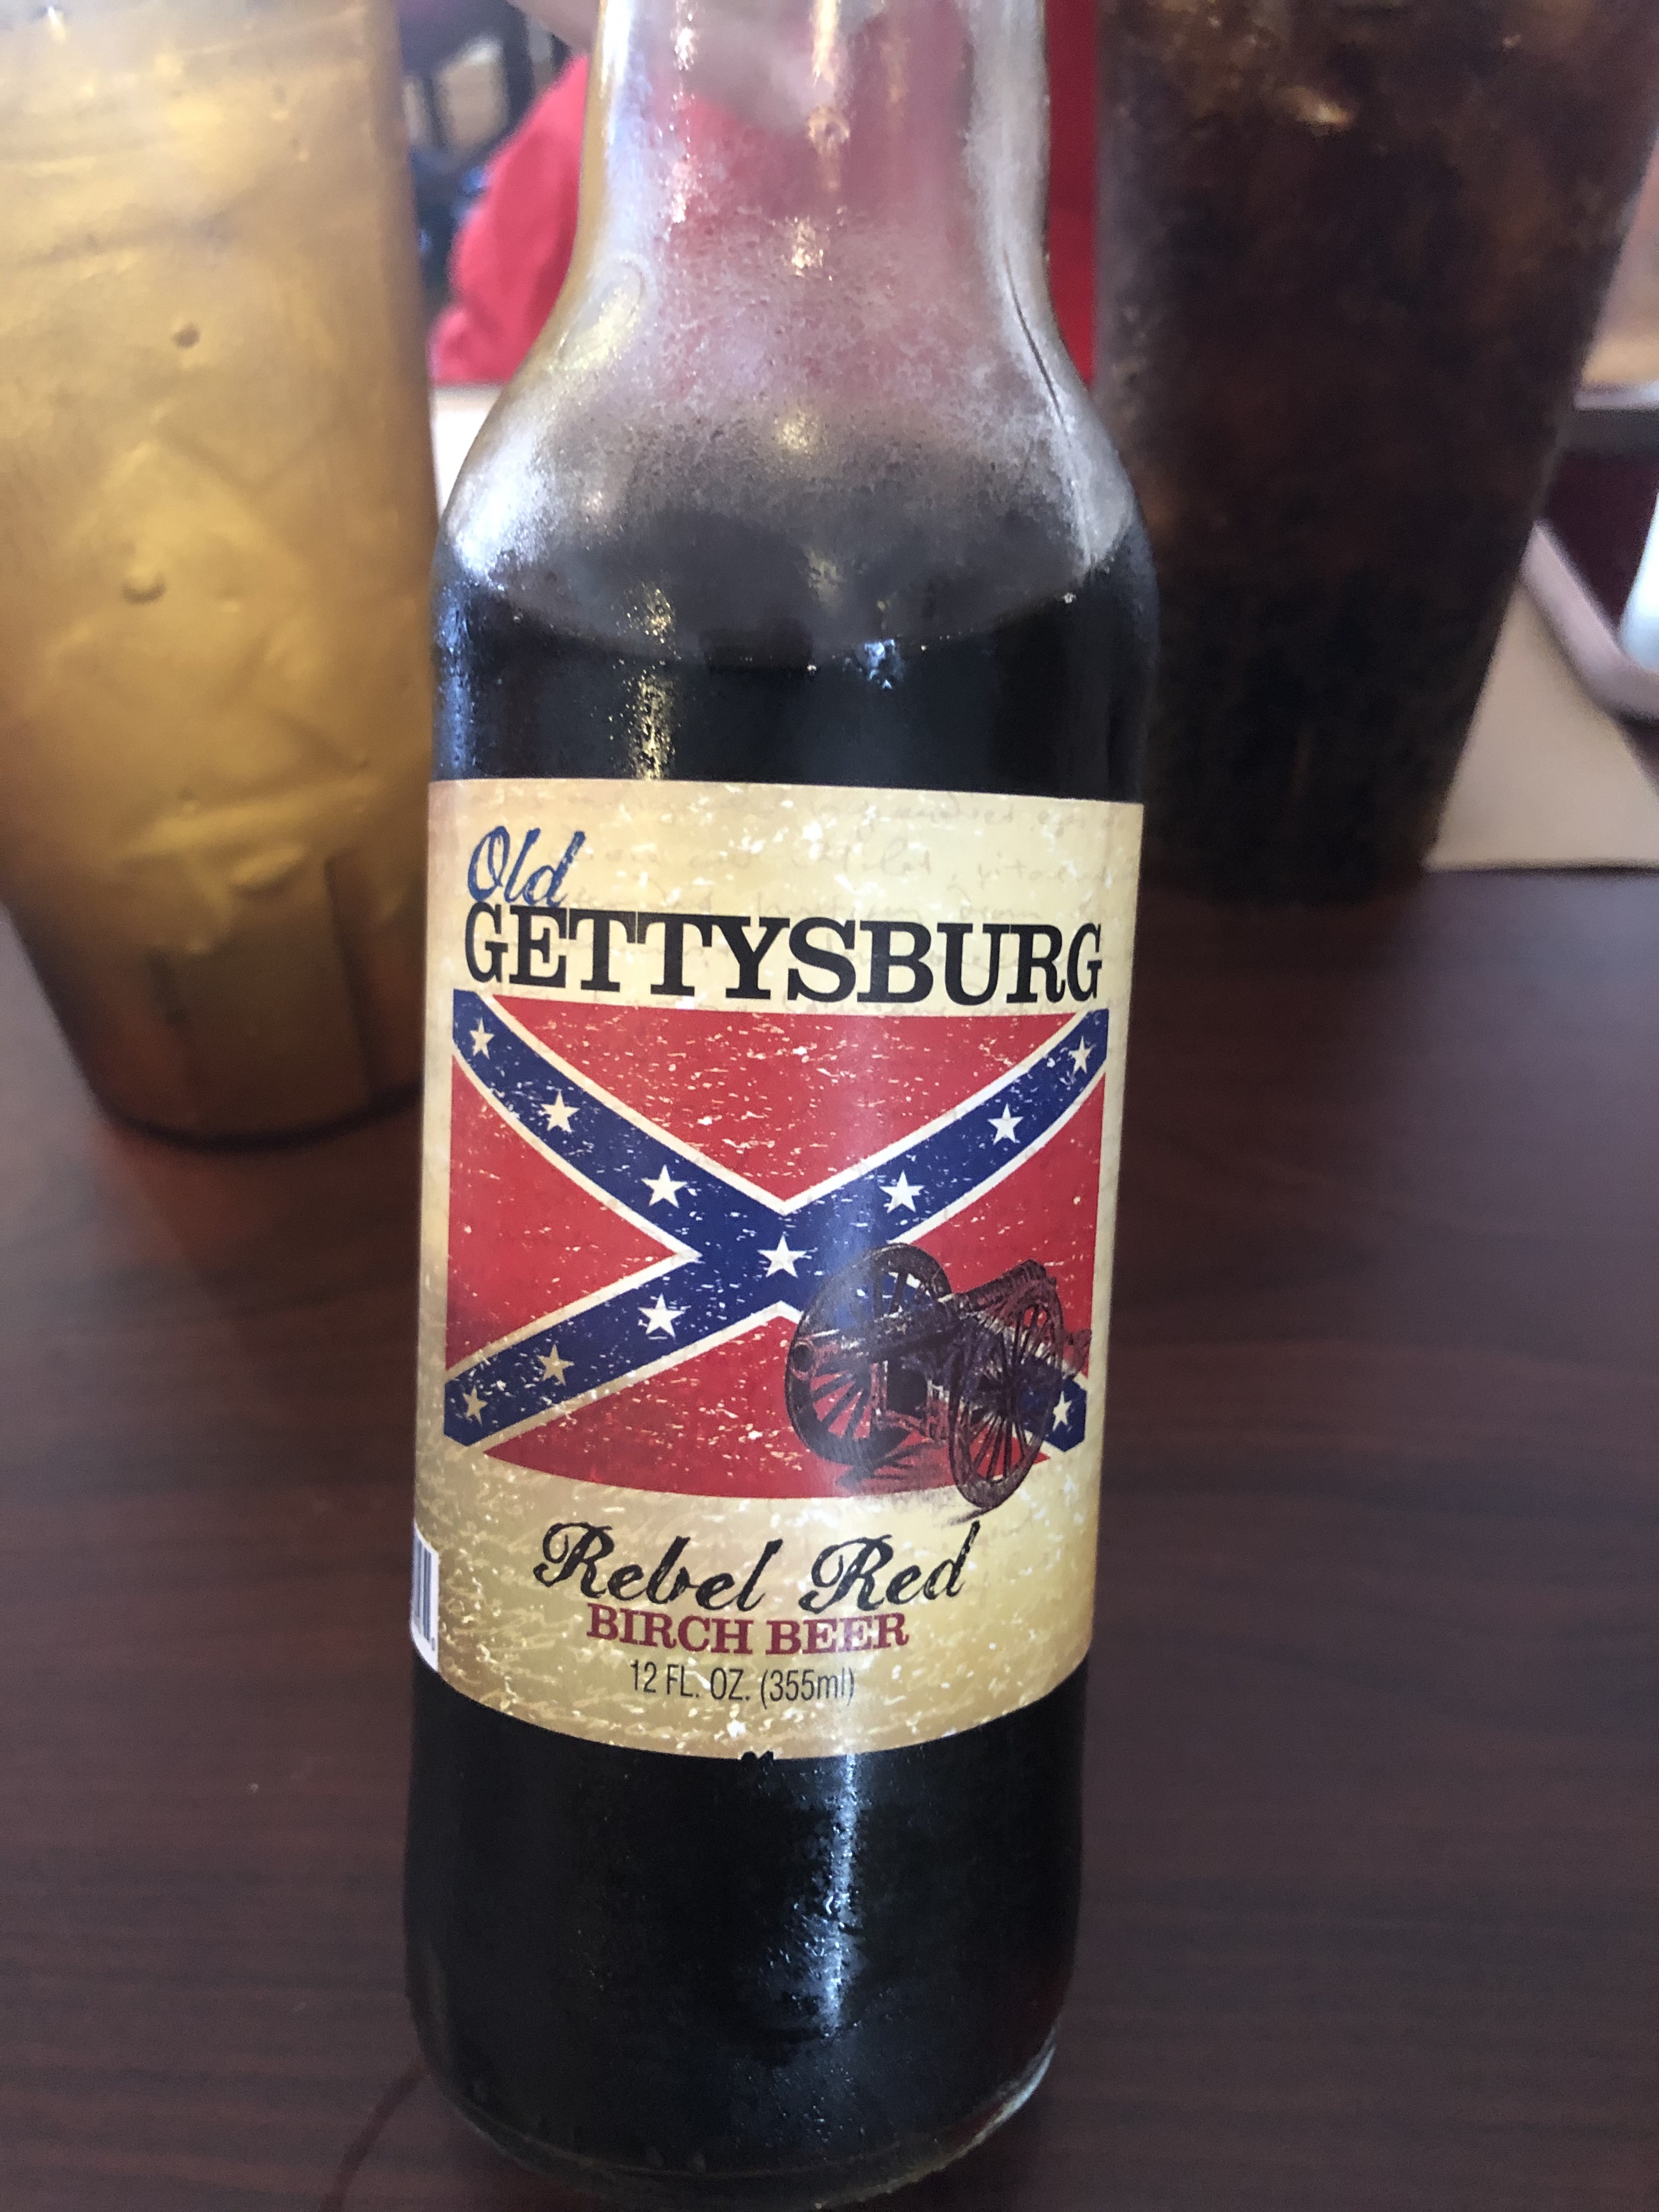 Old
GETTYSBURG
Rebel Red
BIRCH BEER
12 FL. OZ. (355ml)